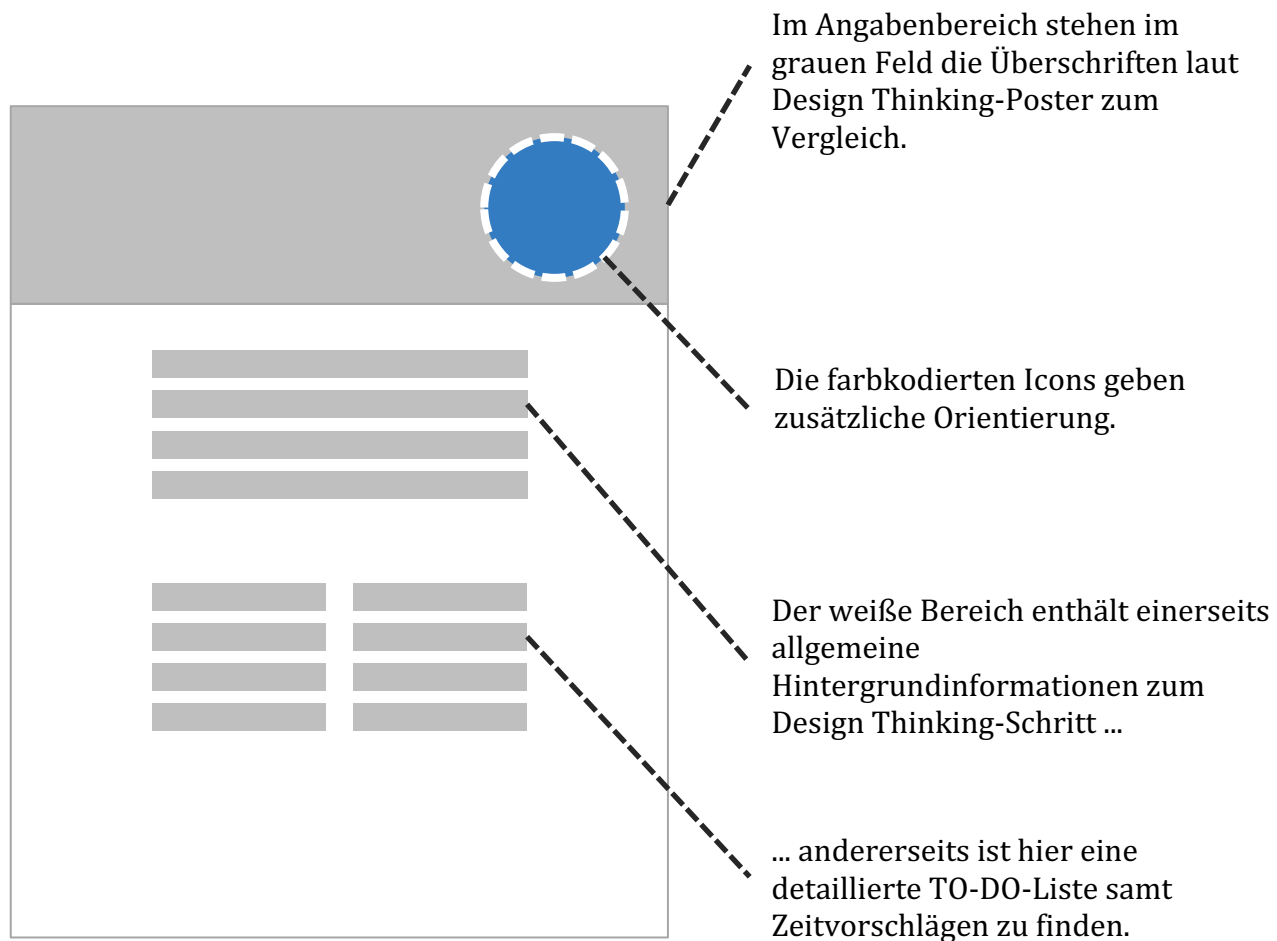 Im Angabenbereich stehen im
grauen Feld die Überschriften laut
Design Thinking-Poster zum
Vergleich.
Die farbkodierten Icons geben
zusätzliche Orientierung.
Der weiße Bereich enthält einerseits
allgemeine
Hintergrundinformationen zum
Design Thinking-Schritt ...
... andererseits ist hier eine
detaillierte TO-DO-Liste samt
Zeitvorschlägen zu finden.